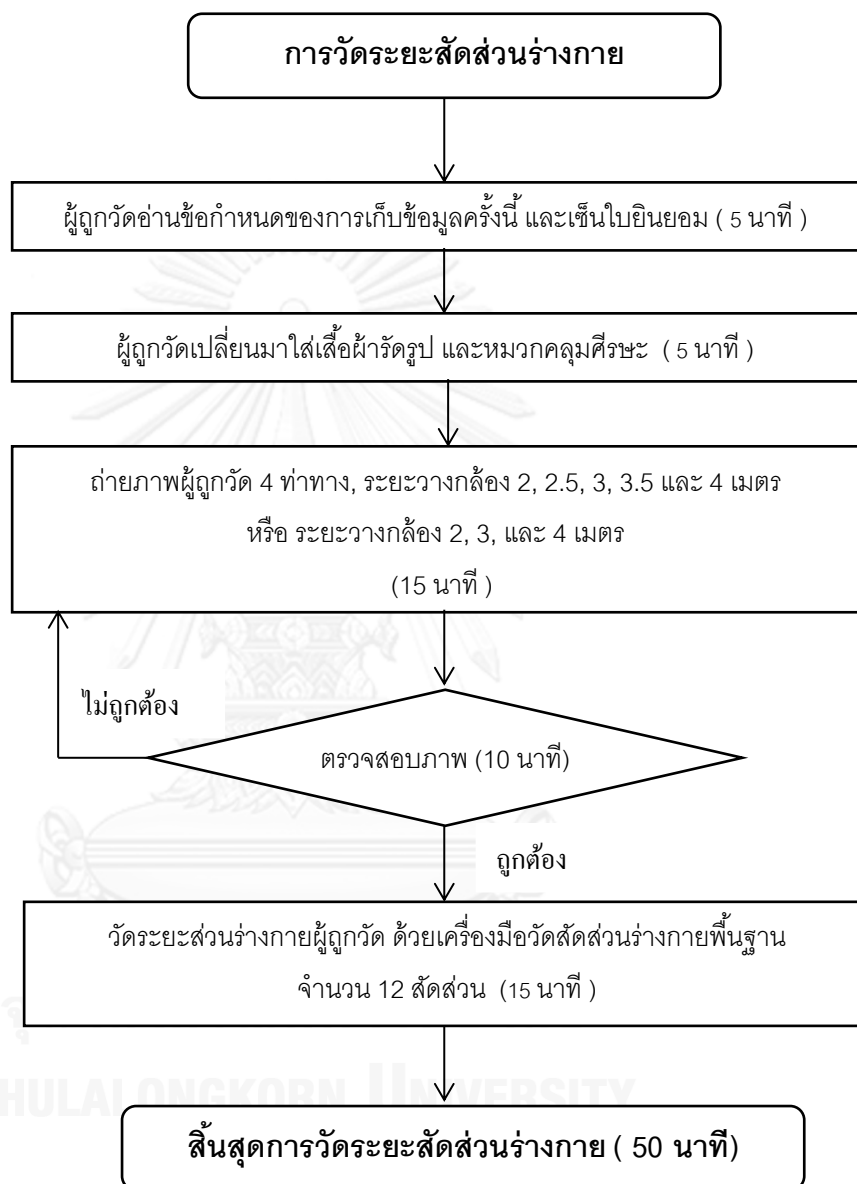 การวัดระยะสัดส่วนร่างกาย
ผู้ถูกวัดอ่านข้อกำหนดของการเก็บข้อมูลครั้งนี้ และเซ็นใบยินยอม ( 5 นาที )
ผู้ถูกวัดเปลี่ยนมาใส่เสื้อผ้ารัดรูป และหมวกคลุมศีรษะ ( 5 นาที )
ถ่ายภาพผู้ถูกวัด 4 ท่าทาง, ระยะวางกล้อง 2, 2.5, 3, 3.5 และ 4 เมตร
หรือ ระยะวางกล้อง 2, 3, และ 4 เมตร
(15 นาที )
ไม่ถูกต้อง
ตรวจสอบภาพ (10 นาที)
ถูกต้อง
วัดระยะส่วนร่างกายผู้ถูกวัด ด้วยเครื่องมือวัดสัดส่วนร่างกายพื้นฐาน
จำนวน 12 สัดส่วน (15 นาที )
HULALONGKORN UNIVERSITY
สิ้นสุดการวัดระยะสัดส่วนร่างกาย ( 50 นาที)